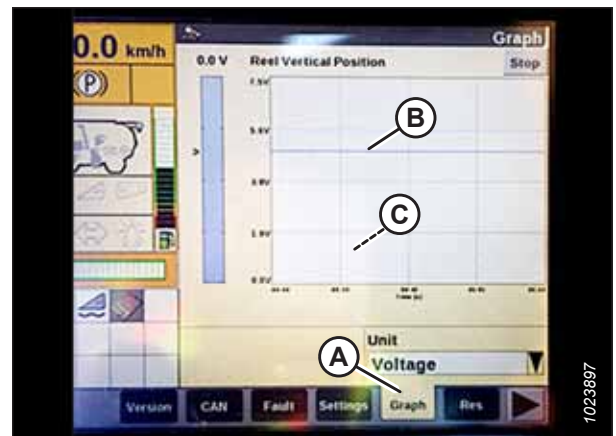 Graph
0.0 km/h
0.0 V Reel Vertical Position Stop
(P)
B
C
A
Unit
Voltage
Version CAN Fault Settings Graph Res
1023897